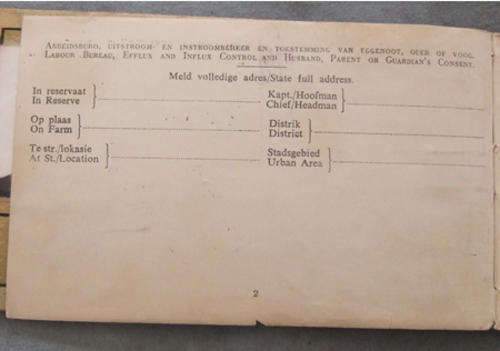 ARBEIDSBURO, UITSTROOM- EN INSTROOMBEHEER EN TOESTEMMING VAN EGGENOOT, OUER OF VOOG.
LABOUR BUREAU, EFFLUX AND INFLUX CONTROL AND HUSBAND, PARENT OR GUARDIAN'S CONSENT.
Meld volledige adres/State full address.
In reservaat
In Reserve
Kapt./Hoofman
Chief/Headman
Op plaas
On Farm
Distrik
District
Te str./lokasie
At St./Location
Stadsgebied
Urban Area
2